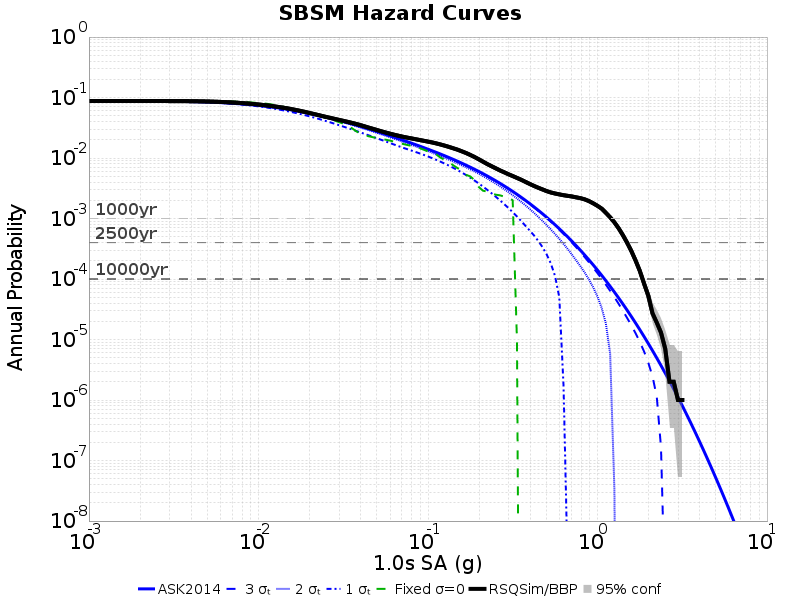 SBSM Hazard Curves
10^0
10^-1
10^-2
10^-3
10^-4
10^-5
10^-6
10^-7
10^-8
Annual Probability
1000yr
2500yr
10000yr
10^-3 10^-2 10^-1 10^0 10^1
1.0s SA (g)
ASK2014 3 σₜ 2 σₜ 1 σₜ Fixed σ=0 RSQSim/BBP 95% conf